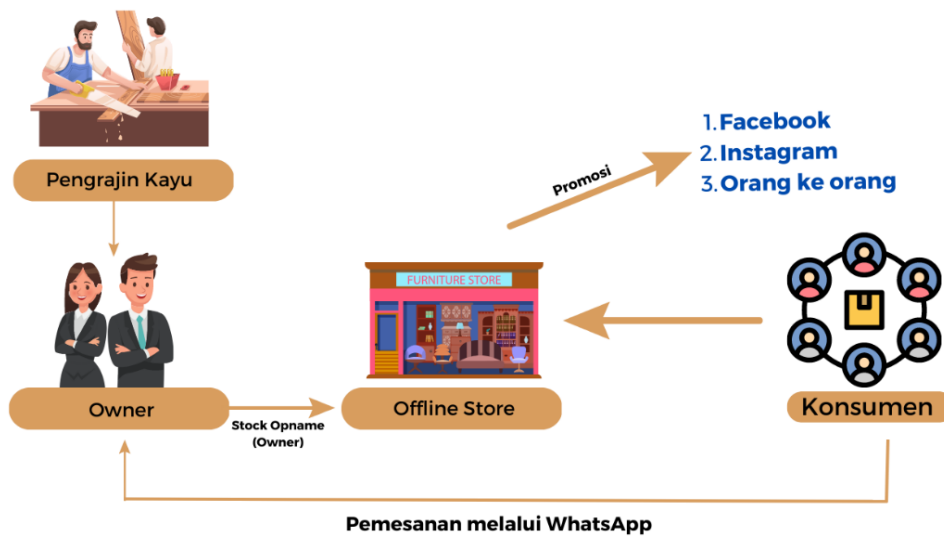 1. Facebook
2. Instagram
3. Orang ke orang
Promosi
Pengrajin Kayu
FURNITURE STORE
Owner
Stock Opname
(Owner)
Offline Store
Konsumen
Pemesanan melalui WhatsApp